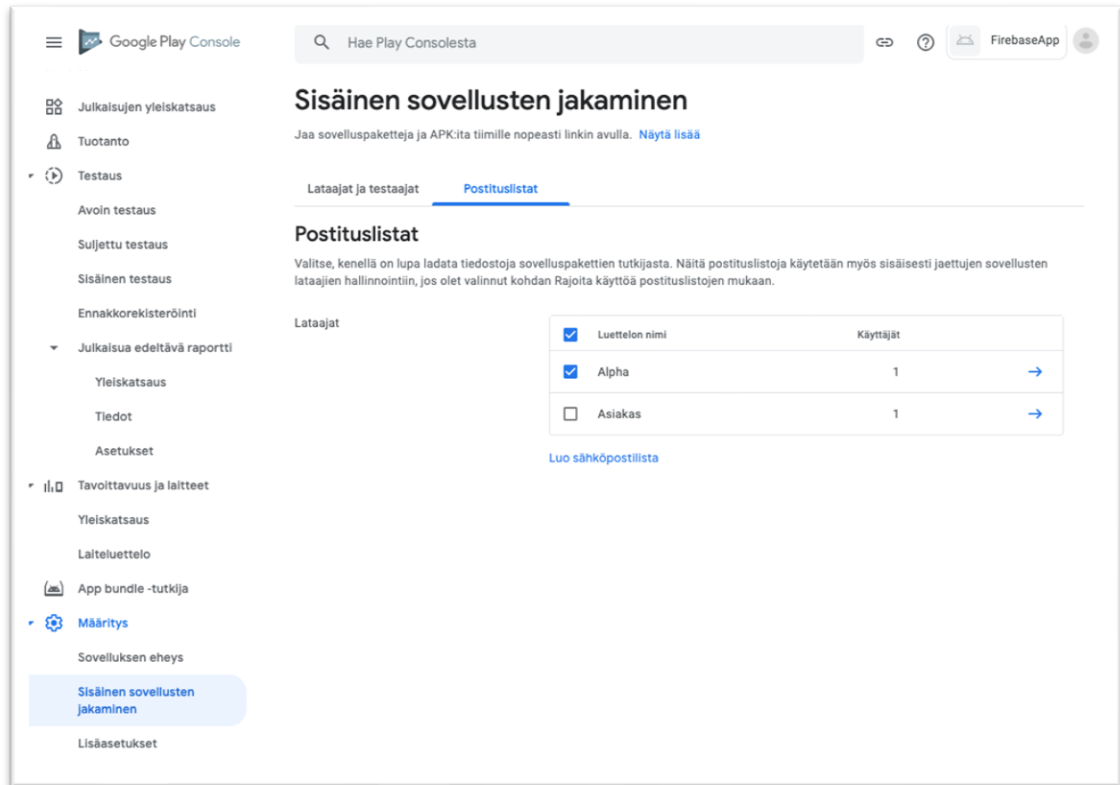 Google Play Console
Hae Play Consolesta
FirebaseApp
Julkaisujen yleiskatsaus
Tuotanto
Testaus
Avoin testaus
Suljettu testaus
Sisäinen testaus
Ennakkorekisteröinti
Julkaisua edeltävä raportti
Yleiskatsaus
Tiedot
Asetukset
Tavoittavuus ja laitteet
Yleiskatsaus
Laiteluettelo
App bundle -tutkija
Määritys
Sovelluksen eheys
Sisäinen sovellusten
jakaminen
Lisäasetukset
Sisäinen sovellusten jakaminen
Jaa sovelluspaketteja ja APK:ita tiimille nopeasti linkin avulla. Näytä lisää
Lataajat ja testaajat Postituslistat
Postituslistat
Valitse, kenellä on lupa ladata tiedostoja sovelluspakettien tutkijasta. Näitä postituslistoja käytetään myös sisäisesti jaettujen sovellusten
lataajien hallinnointiin, jos olet valinnut kohdan Rajoita käyttöä postituslistojen mukaan.
Lataajat
Luettelon nimi Käyttäjät
Alpha 1
Asiakas 1
Luo sähköpostilista